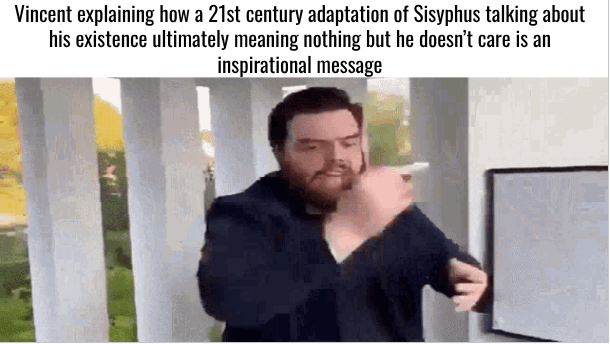 Vincent explaining how a 21st century adaptation of Sisyphus talking about
his existence ultimately meaning nothing but he doesn’t care is an
inspirational message